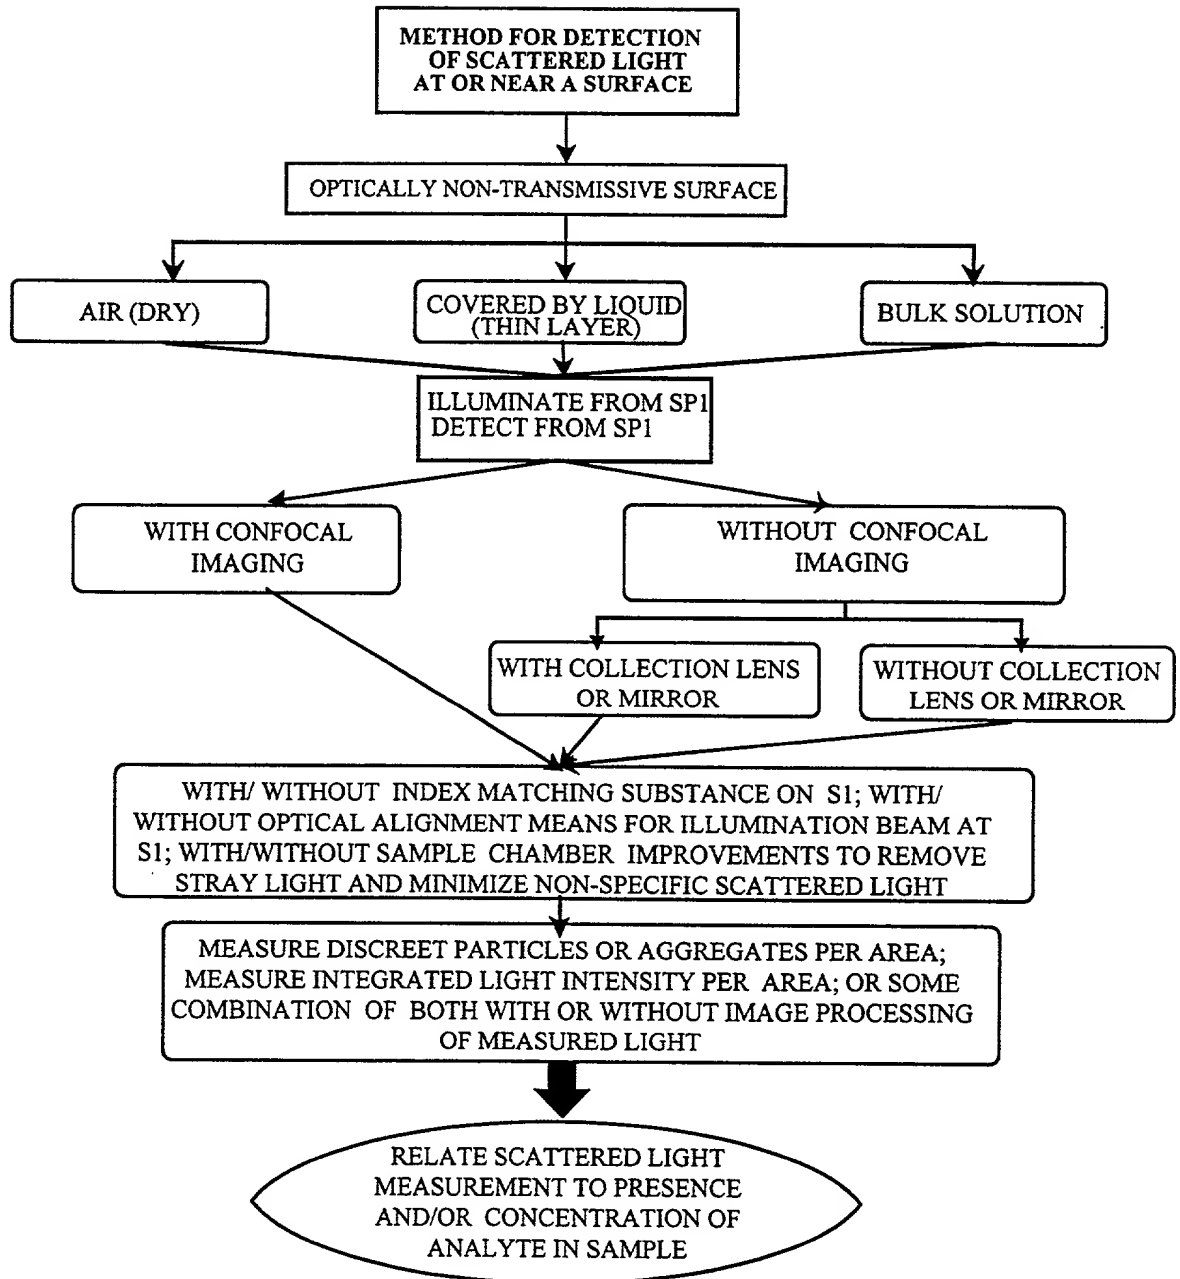 METHOD FOR DETECTION
OF SCATTERED LIGHT
AT OR NEAR A SURFACE
OPTICALLY NON-TRANSMISSIVE SURFACE
AIR (DRY)
COVERED BY LIQUID
(THIN LAYER)
BULK SOLUTION
ILLUMINATE FROM SP1
DETECT FROM SP1
WITH CONFOCAL
IMAGING
WITHOUT CONFOCAL
IMAGING
WITH COLLECTION LENS
OR MIRROR
WITHOUT COLLECTION
LENS OR MIRROR
WITH/ WITHOUT INDEX MATCHING SUBSTANCE ON S1; WITH/
WITHOUT OPTICAL ALIGNMENT MEANS FOR ILLUMINATION BEAM AT
S1; WITH/WITHOUT SAMPLE CHAMBER IMPROVEMENTS TO REMOVE
STRAY LIGHT AND MINIMIZE NON-SPECIFIC SCATTERED LIGHT
MEASURE DISCREET PARTICLES OR AGGREGATES PER AREA;
MEASURE INTEGRATED LIGHT INTENSITY PER AREA; OR SOME
COMBINATION OF BOTH WITH OR WITHOUT IMAGE PROCESSING
OF MEASURED LIGHT
RELATE SCATTERED LIGHT
MEASUREMENT TO PRESENCE
AND/OR CONCENTRATION OF
ANALYTE IN SAMPLE